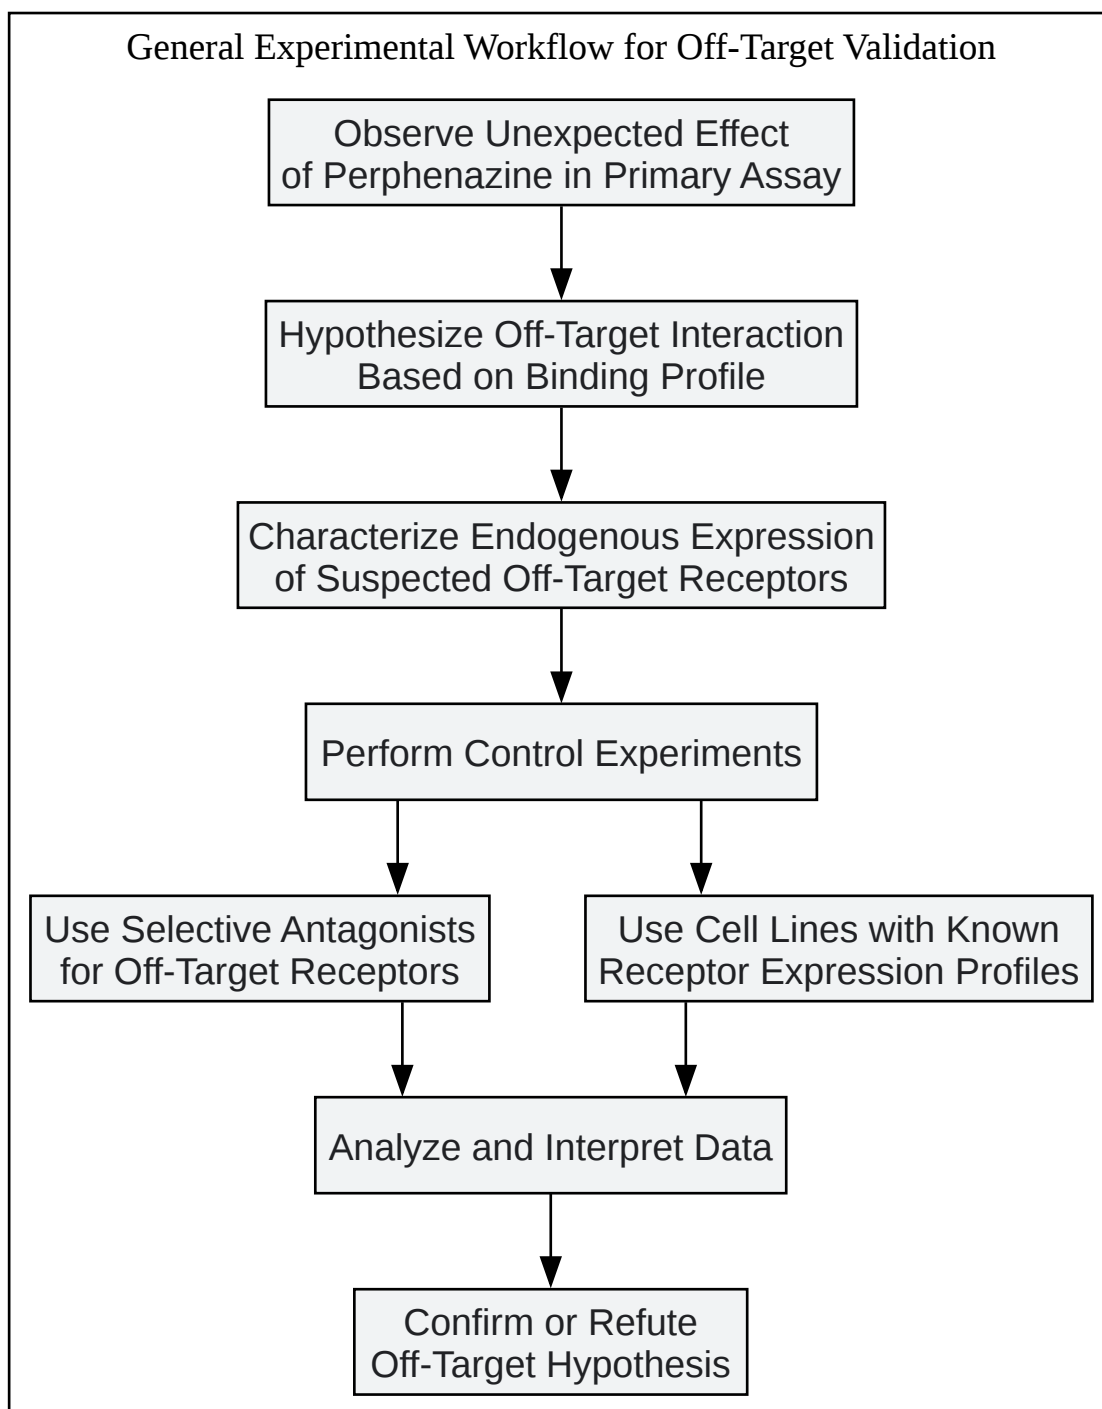 General Experimental Workflow for Off-Target Validation
Observe Unexpected Effect
of Perphenazine in Primary Assay
Hypothesize Off-Target Interaction
Based on Binding Profile
Characterize Endogenous Expression
of Suspected Off-Target Receptors
Perform Control Experiments
Use Selective Antagonists
for Off-Target Receptors
Use Cell Lines with Known
Receptor Expression Profiles
Analyze and Interpret Data
Confirm or Refute
Off-Target Hypothesis